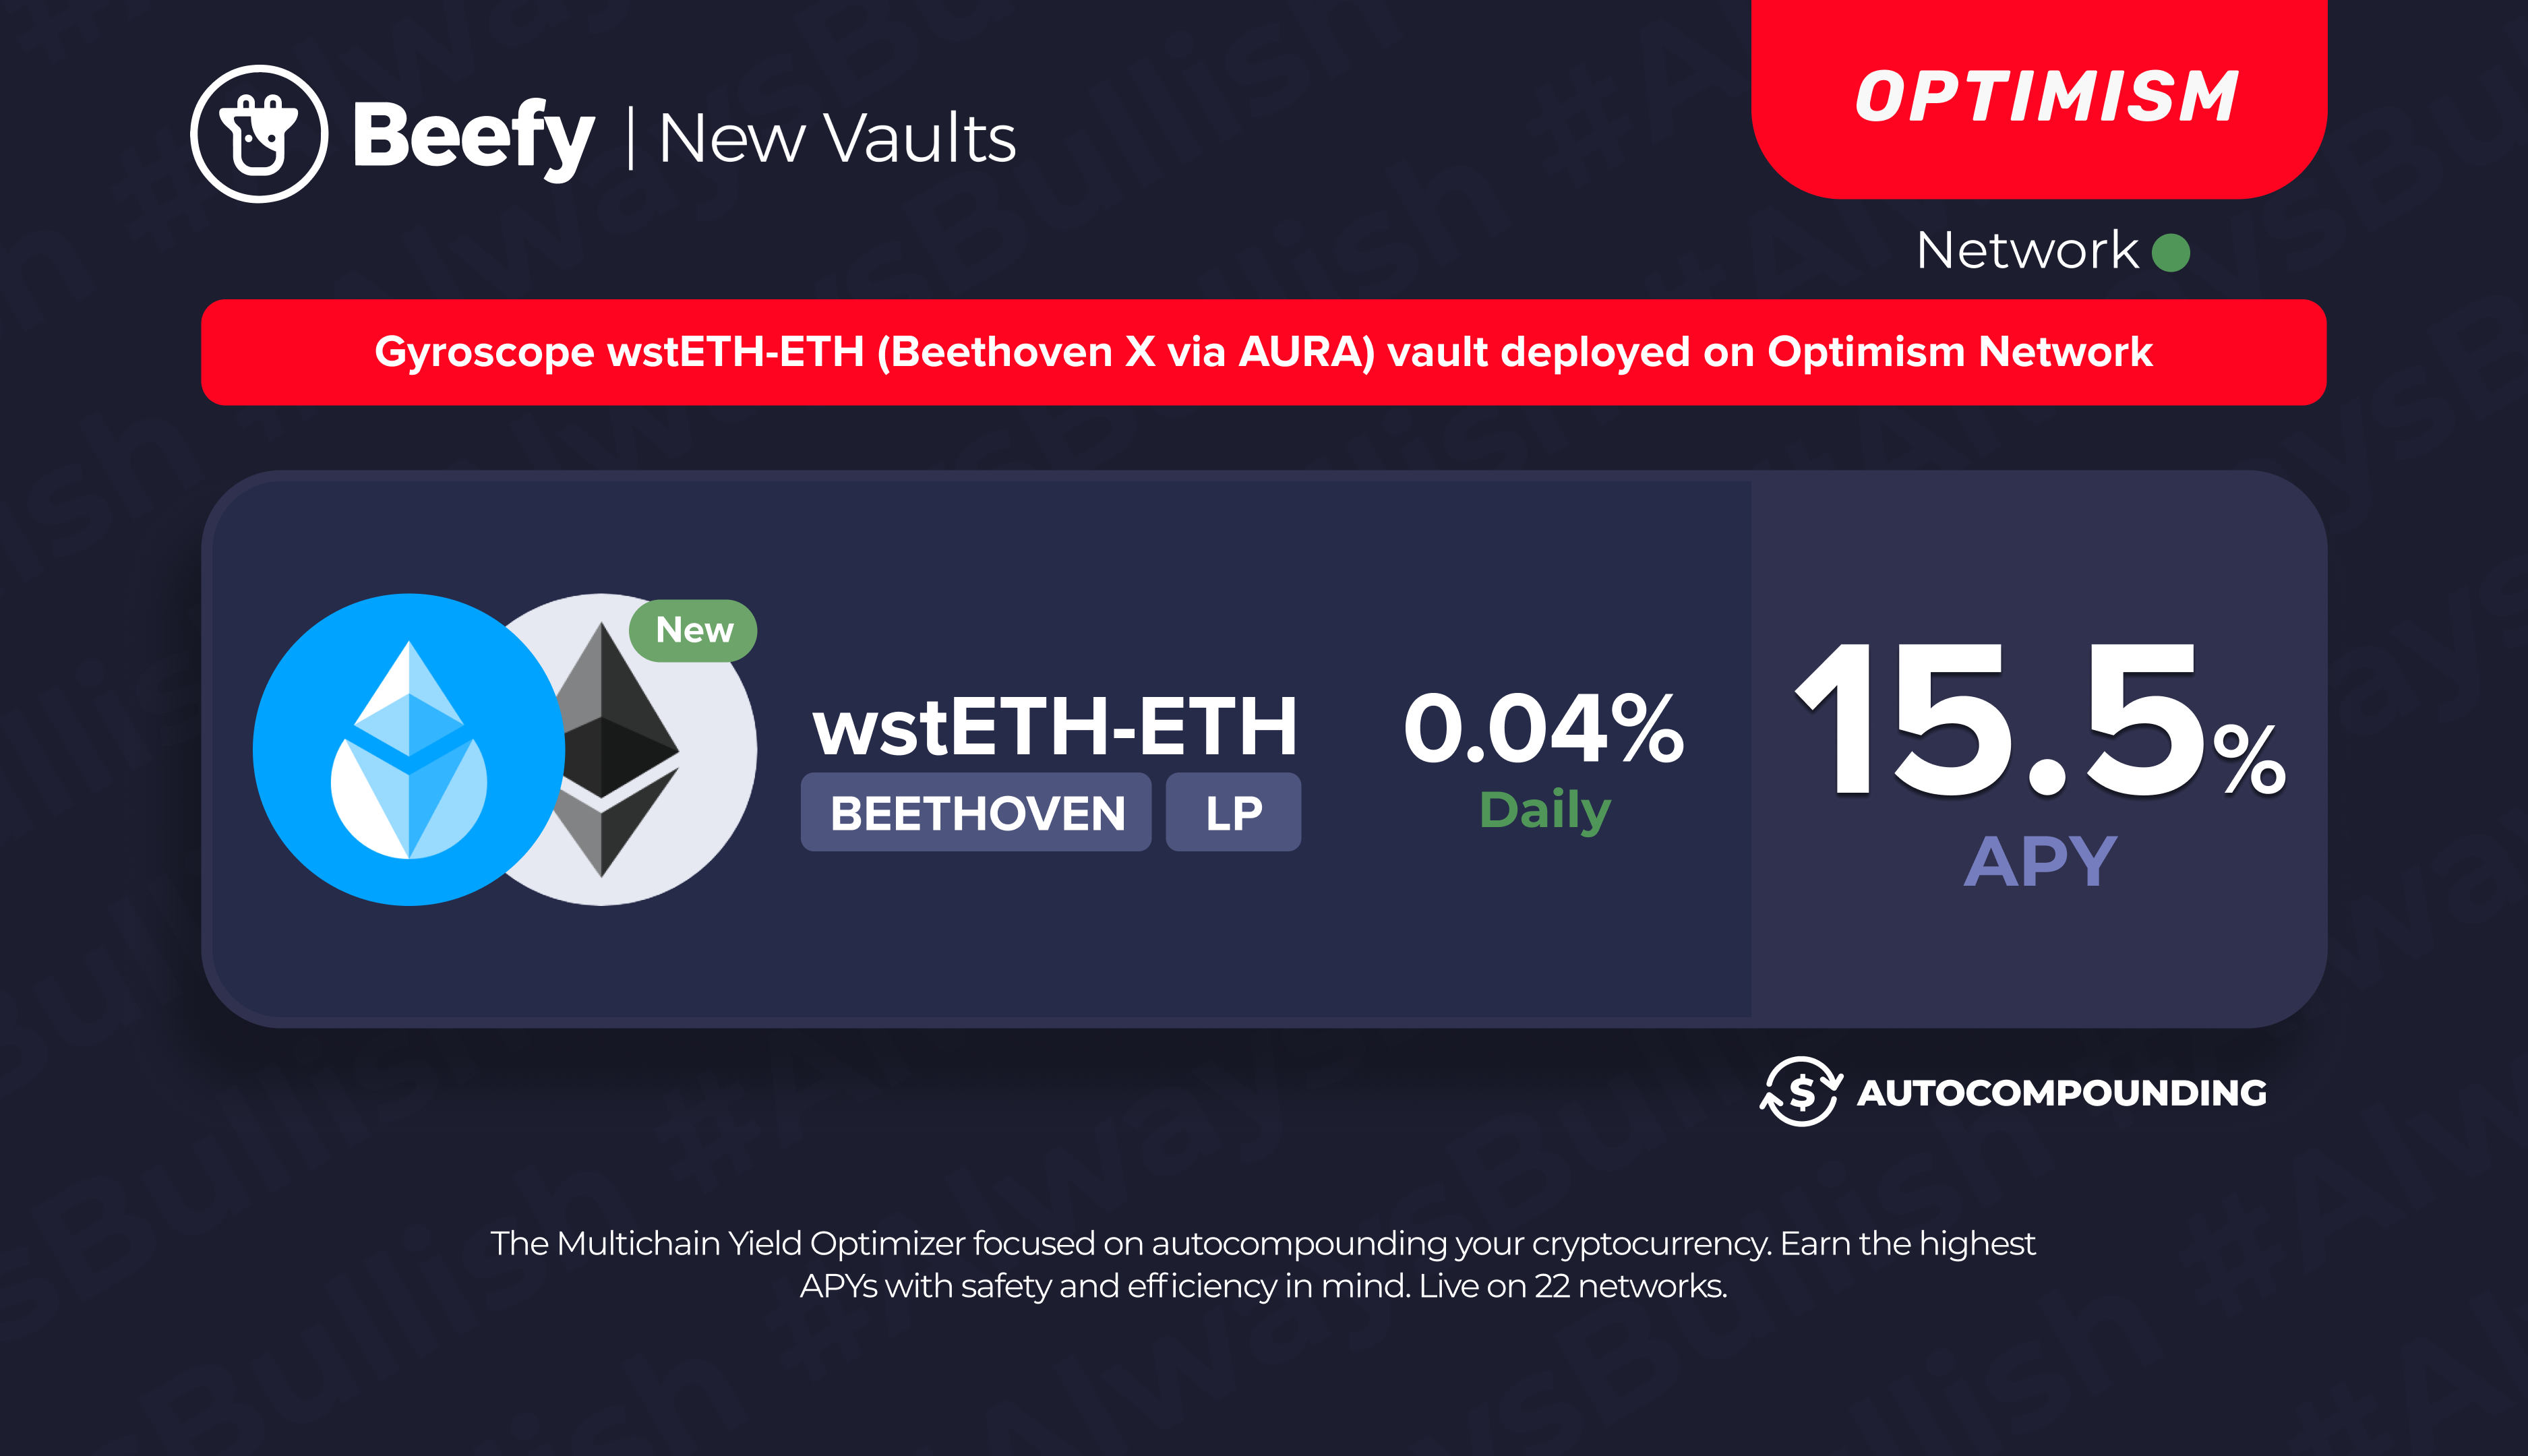 Beefy | New Vaults
OPTIMISM
Network
Gyroscope wstETH-ETH (Beethoven X via AURA) vault deployed on Optimism Network
New
wstETH-ETH
BEETHOVEN LP
0.04%
Daily
15.5%
APY
$ AUTOCOMPOUNDING
The Multichain Yield Optimizer focused on autocompounding your cryptocurrency. Earn the highest
APYs with safety and efficiency in mind. Live on 22 networks.
#AlwaysBullish